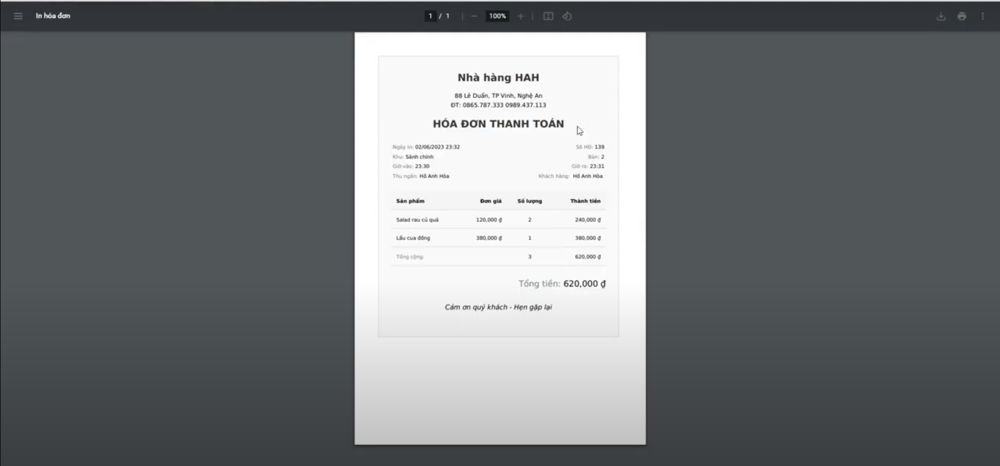 In hóa đơn
1 / 1
100%
Nhà hàng HAH
88 Lê Duẩn, TP Vinh, Nghệ An
ĐT: 0865.787.333 0989.437.113
HÓA ĐƠN THANH TOÁN
Ngày In: 02/06/2023 23:32 Số HD: 139
Khu: Sảnh chính Bàn: 2
Giờ vào: 23:30 Giờ ra: 23:31
Thu ngân: Hồ Anh Hòa Khách hàng: Hồ Anh Hòa
Sản phẩm Đơn giá Số lượng Thành tiền
Salad rau củ quả 120,000 ₫ 2 240,000 ₫
Lẩu cua đồng 380,000 ₫ 1 380,000 ₫
Tổng cộng: 3 620,000 ₫
Tổng tiền: 620,000 ₫
Cảm ơn quý khách - Hẹn gặp lại